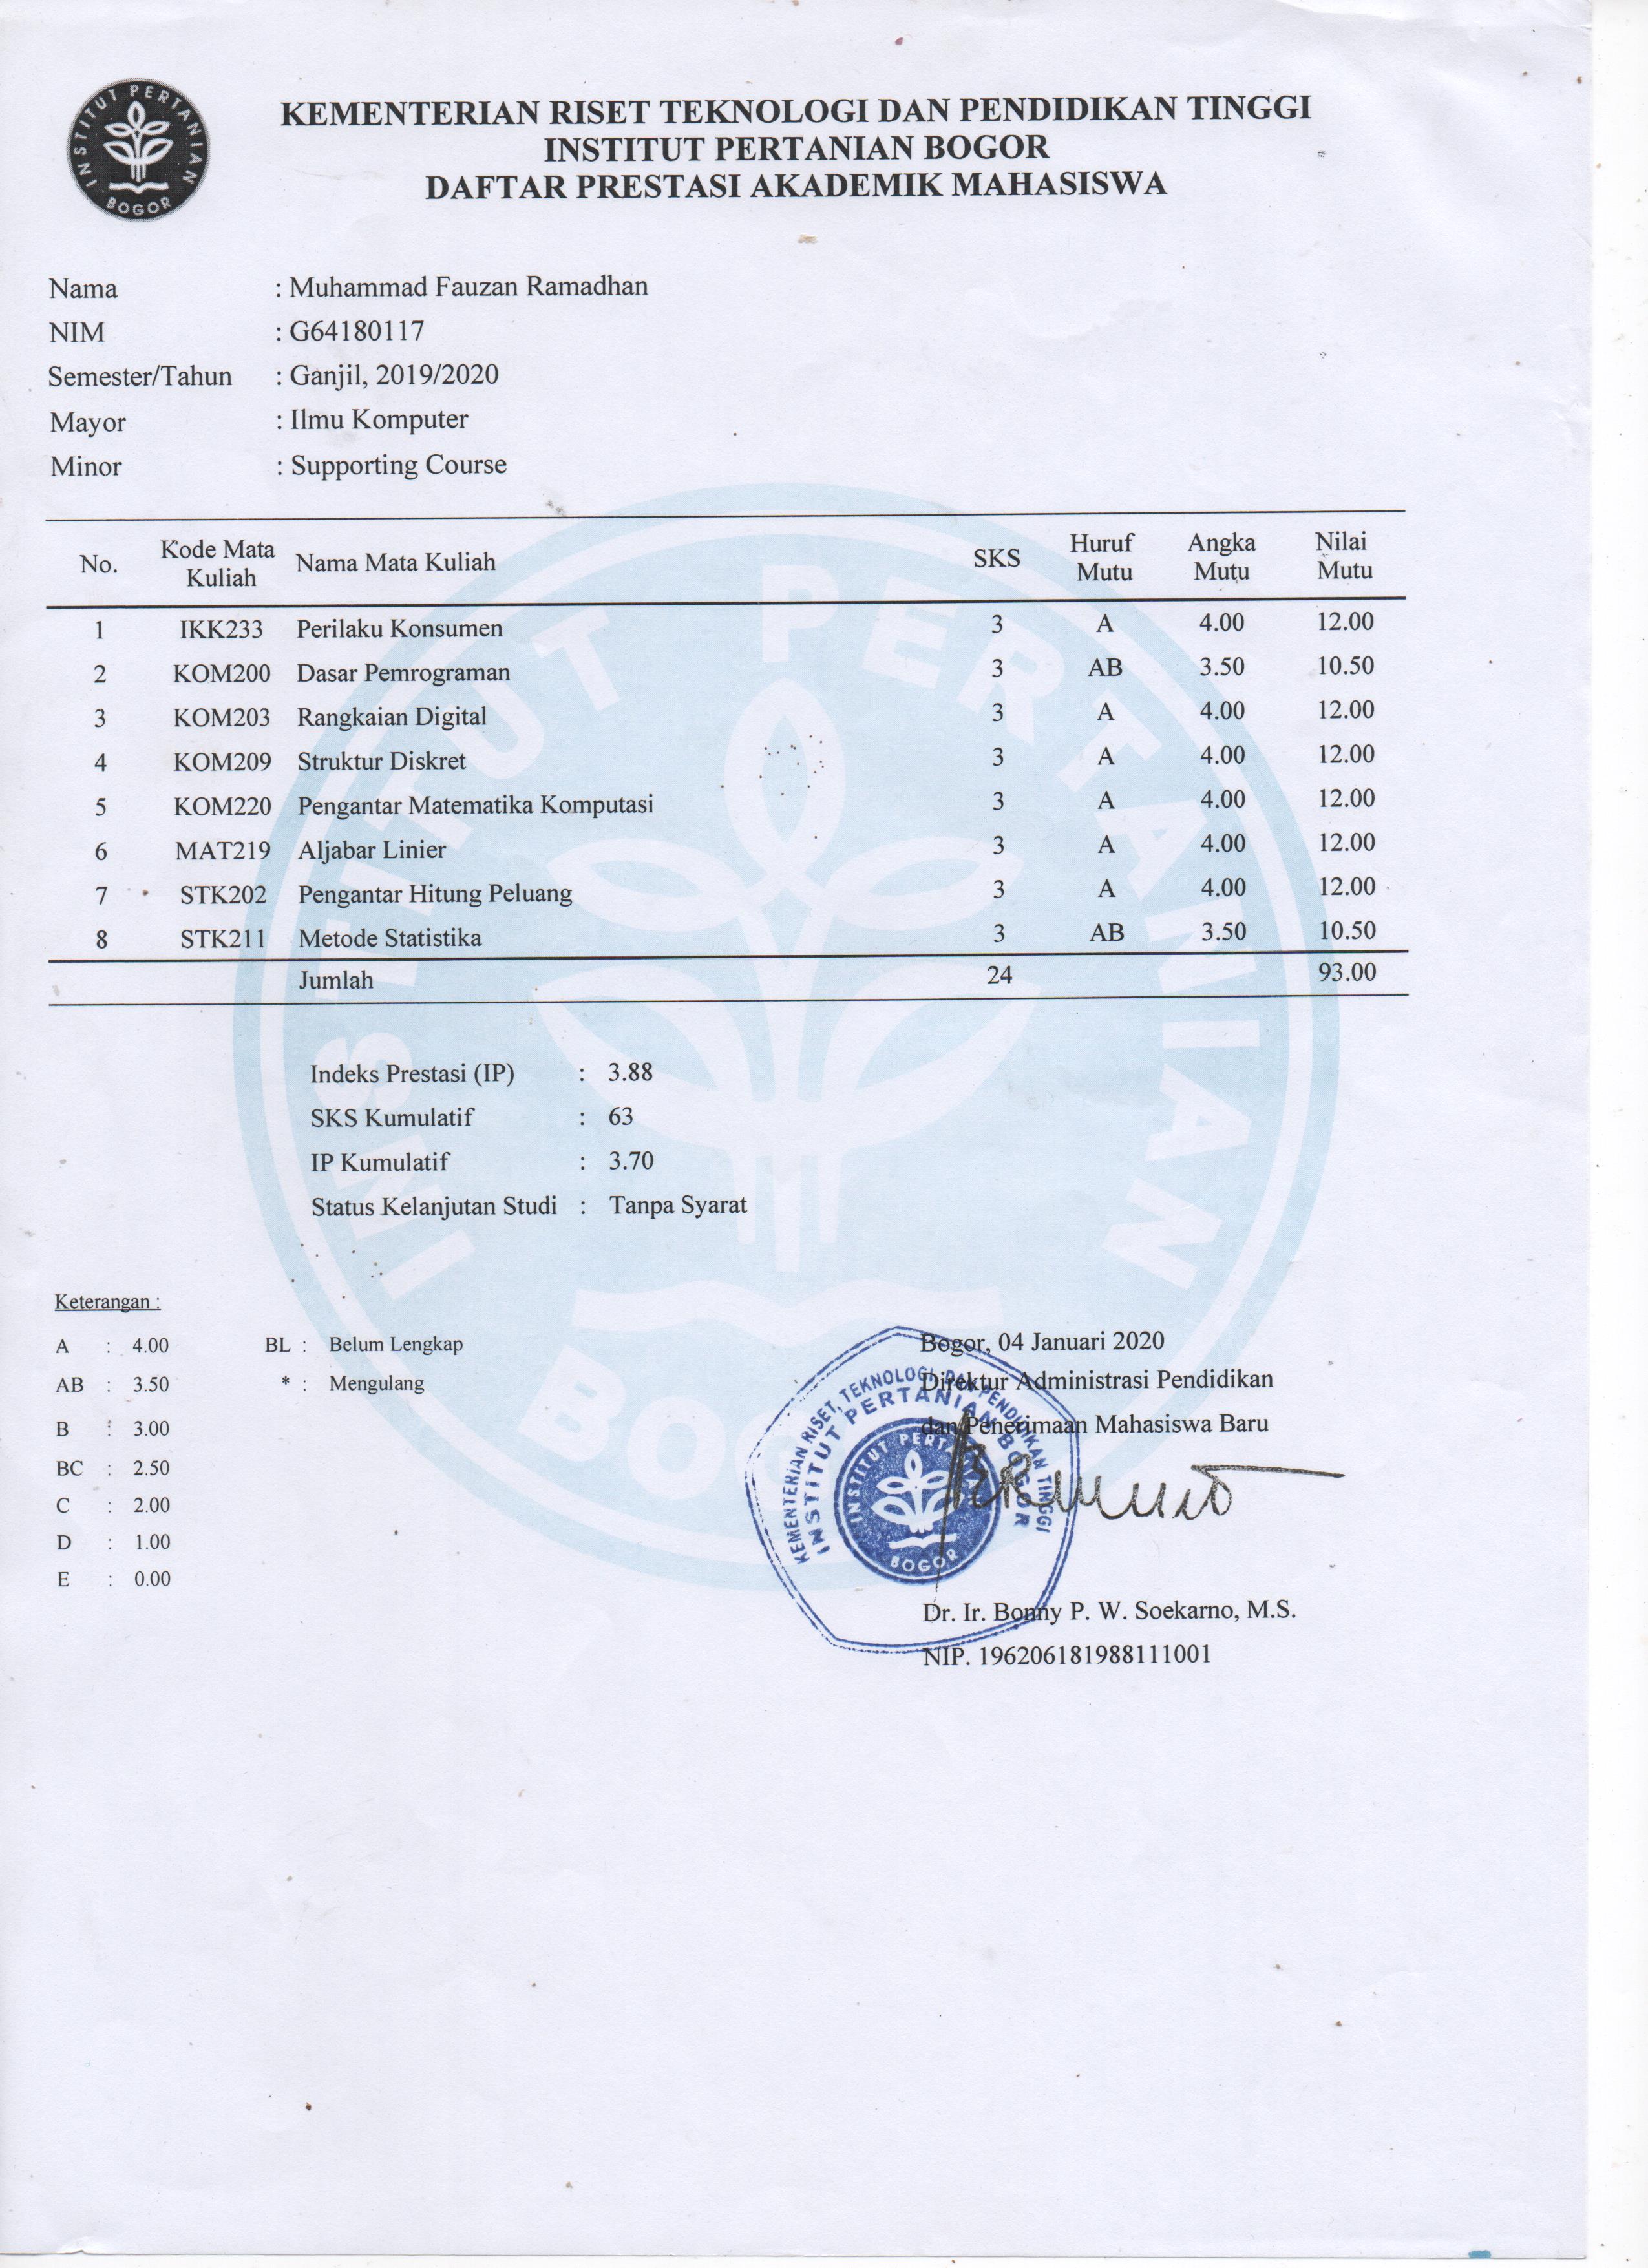 INSTITUT PERTANIAN
BOGOR
KEMENTERIAN RISET TEKNOLOGI DAN PENDIDIKAN TINGGI
INSTITUT PERTANIAN BOGOR
DAFTAR PRESTASI AKADEMIK MAHASISWA
Nama : Muhammad Fauzan Ramadhan
NIM : G64180117
Semester/Tahun : Ganjil, 2019/2020
Mayor : Ilmu Komputer
Minor : Supporting Course
No. Kode Mata Kuliah Nama Mata Kuliah SKS Huruf Mutu Angka Mutu Nilai Mutu
1 IKK233 Perilaku Konsumen 3 A 4.00 12.00
2 KOM200 Dasar Pemrograman 3 AB 3.50 10.50
3 KOM203 Rangkaian Digital 3 A 4.00 12.00
4 KOM209 Struktur Diskret 3 A 4.00 12.00
5 KOM220 Pengantar Matematika Komputasi 3 A 4.00 12.00
6 MAT219 Aljabar Linier 3 A 4.00 12.00
7 STK202 Pengantar Hitung Peluang 3 A 4.00 12.00
8 STK211 Metode Statistika 3 AB 3.50 10.50
Jumlah 24 93.00
Indeks Prestasi (IP) : 3.88
SKS Kumulatif : 63
IP Kumulatif : 3.70
Status Kelanjutan Studi : Tanpa Syarat
INSTITUT PERTANIAN
BOGOR
Keterangan :
A : 4.00 BL : Belum Lengkap
AB : 3.50 * : Mengulang
B : 3.00
BC : 2.50
C : 2.00
D : 1.00
E : 0.00
Bogor, 04 Januari 2020
Direktur Administrasi Pendidikan
dan Penerimaan Mahasiswa Baru
KEMENTERIAN RISET, TEKNOLOGI DAN PENDIDIKAN TINGGI
INSTITUT PERTANIAN BOGOR
INSTITUT PERTANIAN
BOGOR
Dr. Ir. Bonny P. W. Soekarno, M.S.
NIP. 196206181988111001